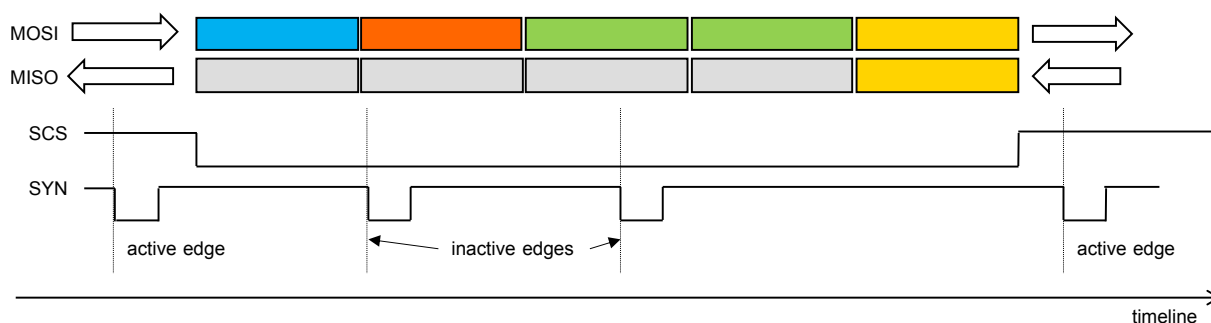 MOSI
MISO
SCS
SYN
active edge
inactive edges
active edge
timeline